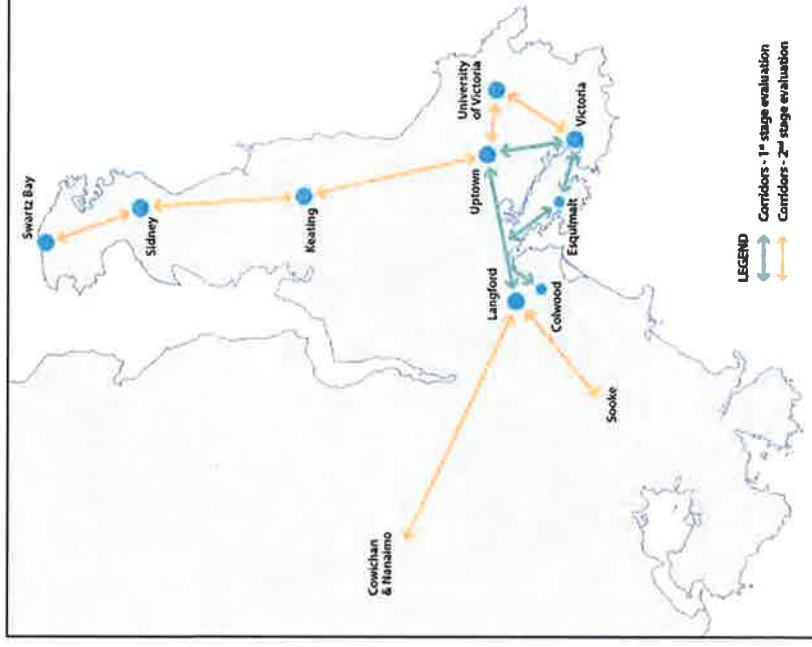 Swartz Bay
Sidney
Keating
University
of Victoria
Uptown
Victoria
Langford
Esquimalt
Colwood
Sooke
Cowichan
& Nanaimo
LEGEND
Corridors - 1st stage evaluation
Corridors - 2nd stage evaluation